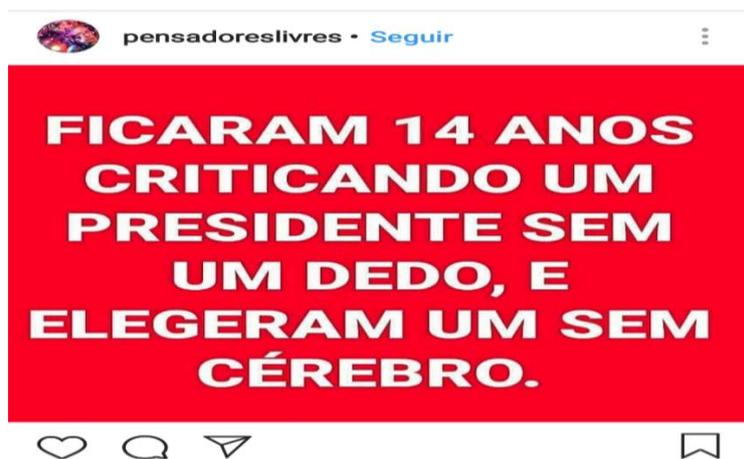 pensadoreslivres • Seguir
FICARAM 14 ANOS
CRITICANDO UM
PRESIDENTE SEM
UM DEDO, E
ELEGERAM UM SEM
CÉREBRO.